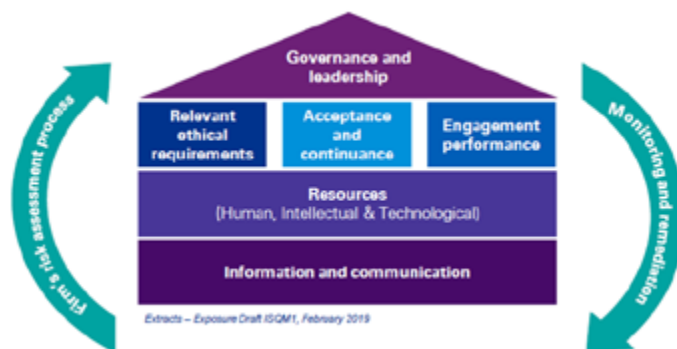 Governance and
leadership
Relevant
ethical
requirements
Acceptance
and
continuance
Engagement
performance
Resources
(Human, Intellectual & Technological)
Information and communication
Firm's risk assessment process
Monitoring and remediation
Extracts – Exposure Draft ISQM1, February 2019